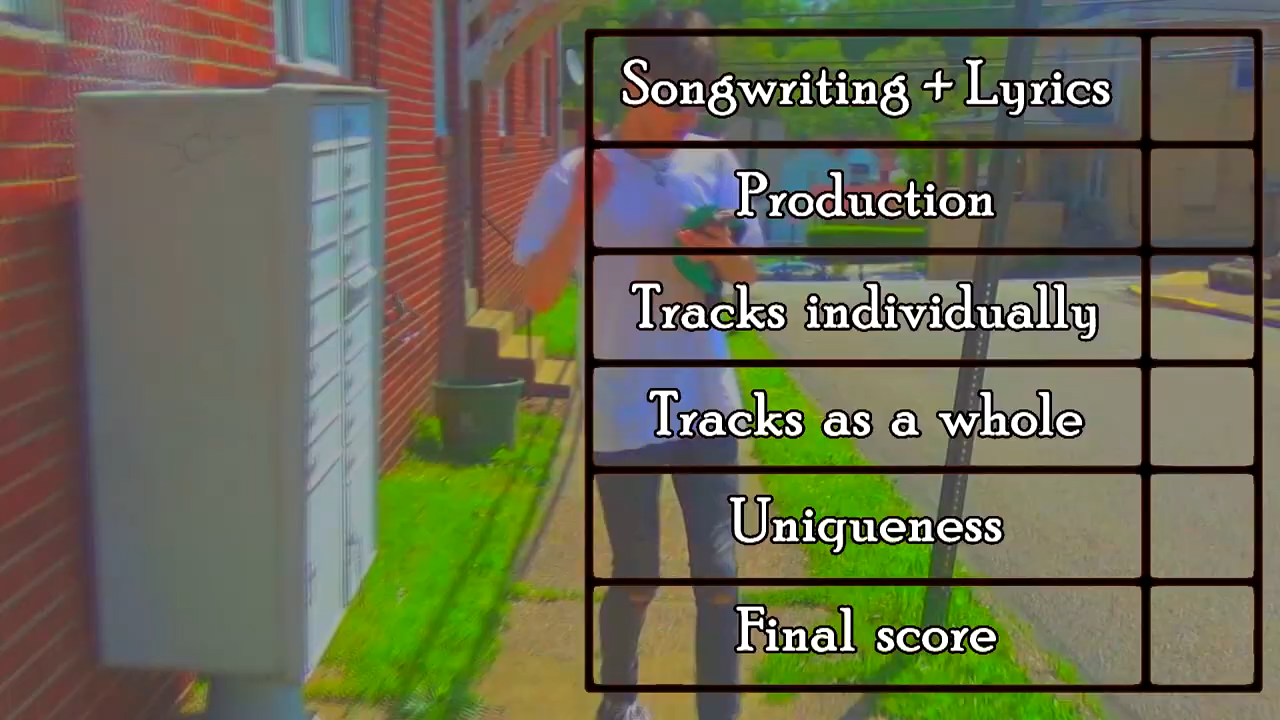 Songwriting + Lyrics
Production
Tracks individually
Tracks as a whole
Uniqueness
Final score